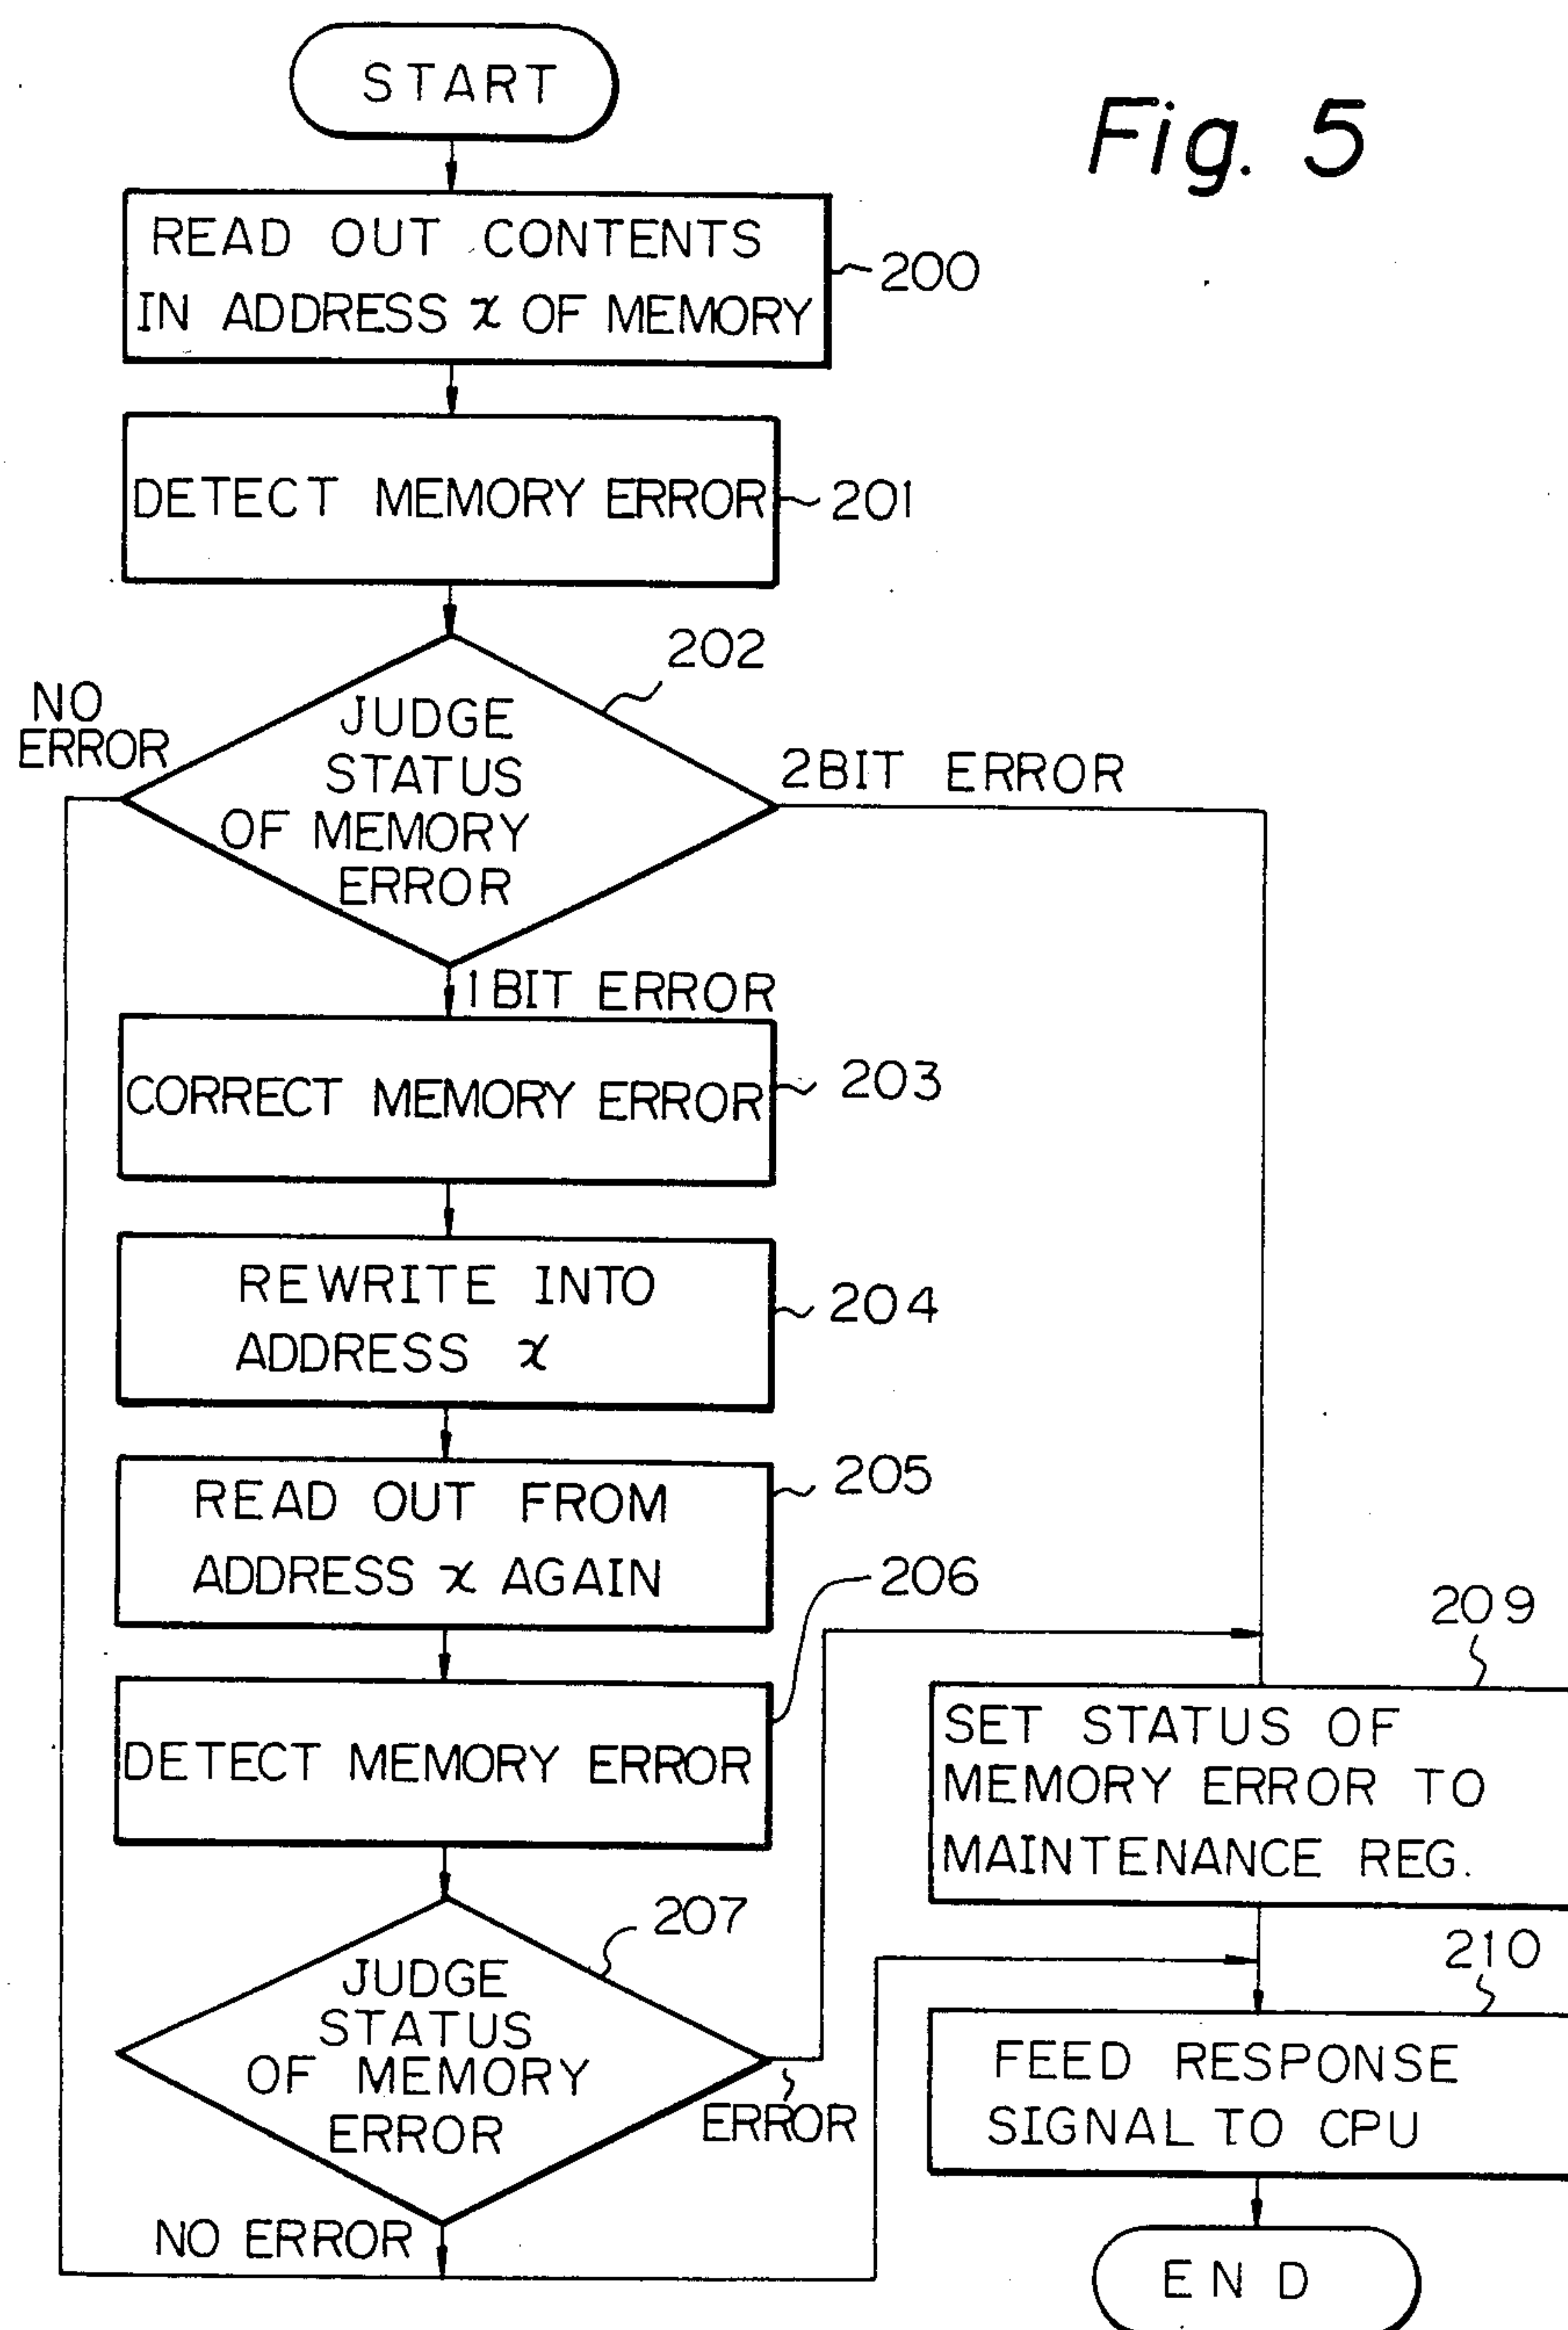 START
Fig. 5
READ OUT CONTENTS
IN ADDRESS x OF MEMORY
200
DETECT MEMORY ERROR
201
202
NO
ERROR
JUDGE
STATUS
OF MEMORY
ERROR
2BIT ERROR
1BIT ERROR
CORRECT MEMORY ERROR
203
REWRITE INTO
ADDRESS x
204
READ OUT FROM
ADDRESS x AGAIN
205
206
DETECT MEMORY ERROR
209
SET STATUS OF
MEMORY ERROR TO
MAINTENANCE REG.
207
JUDGE
STATUS
OF MEMORY
ERROR
ERROR
NO ERROR
210
FEED RESPONSE
SIGNAL TO CPU
END